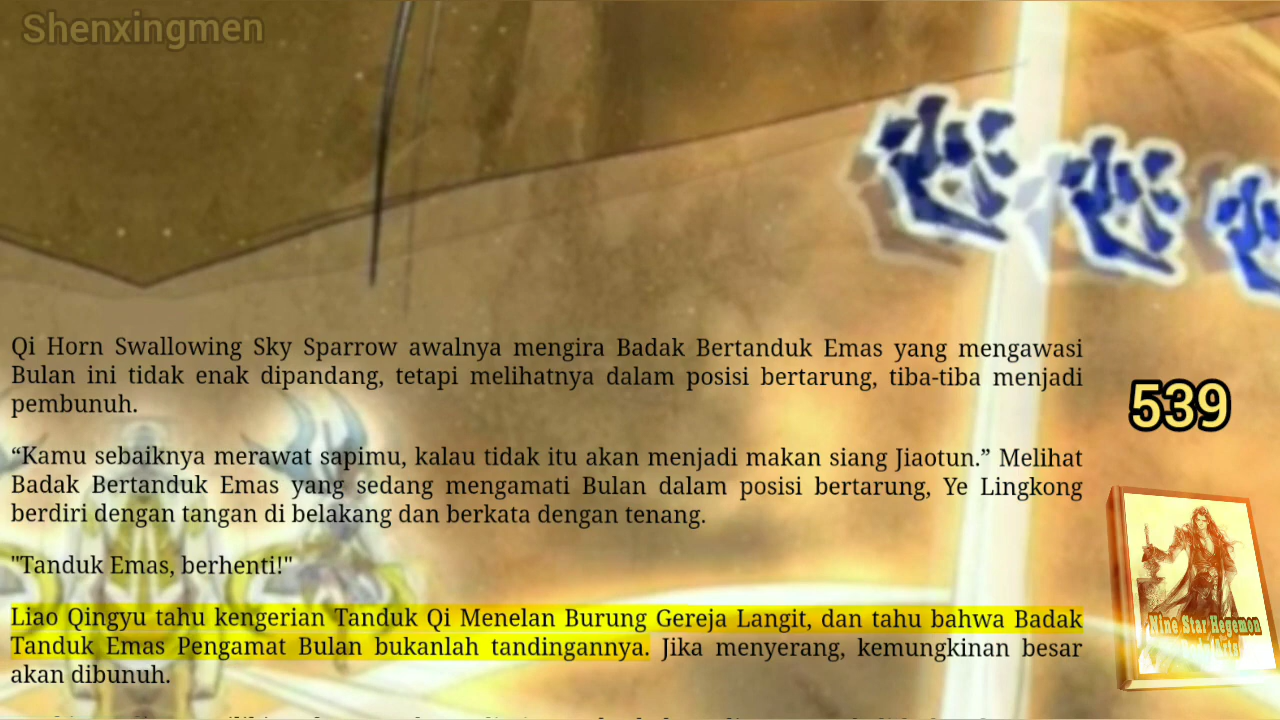 Shenxingmen
Qi Horn Swallowing Sky Sparrow awalnya mengira Badak Bertanduk Emas yang mengawasi
Bulan ini tidak enak dipandang, tetapi melihatnya dalam posisi bertarung, tiba-tiba menjadi
pembunuh.
“Kamu sebaiknya merawat sapimu, kalau tidak itu akan menjadi makan siang Jiaotun.” Melihat
Badak Bertanduk Emas yang sedang mengamati Bulan dalam posisi bertarung, Ye Lingkong
berdiri dengan tangan di belakang dan berkata dengan tenang.
"Tanduk Emas, berhenti!"
Liao Qingyu tahu kengerian Tanduk Qi Menelan Burung Gereja Langit, dan tahu bahwa Badak
Tanduk Emas Pengamat Bulan bukanlah tandingannya. Jika menyerang, kemungkinan besar
akan dibunuh.
539
Nine Star Hegemon